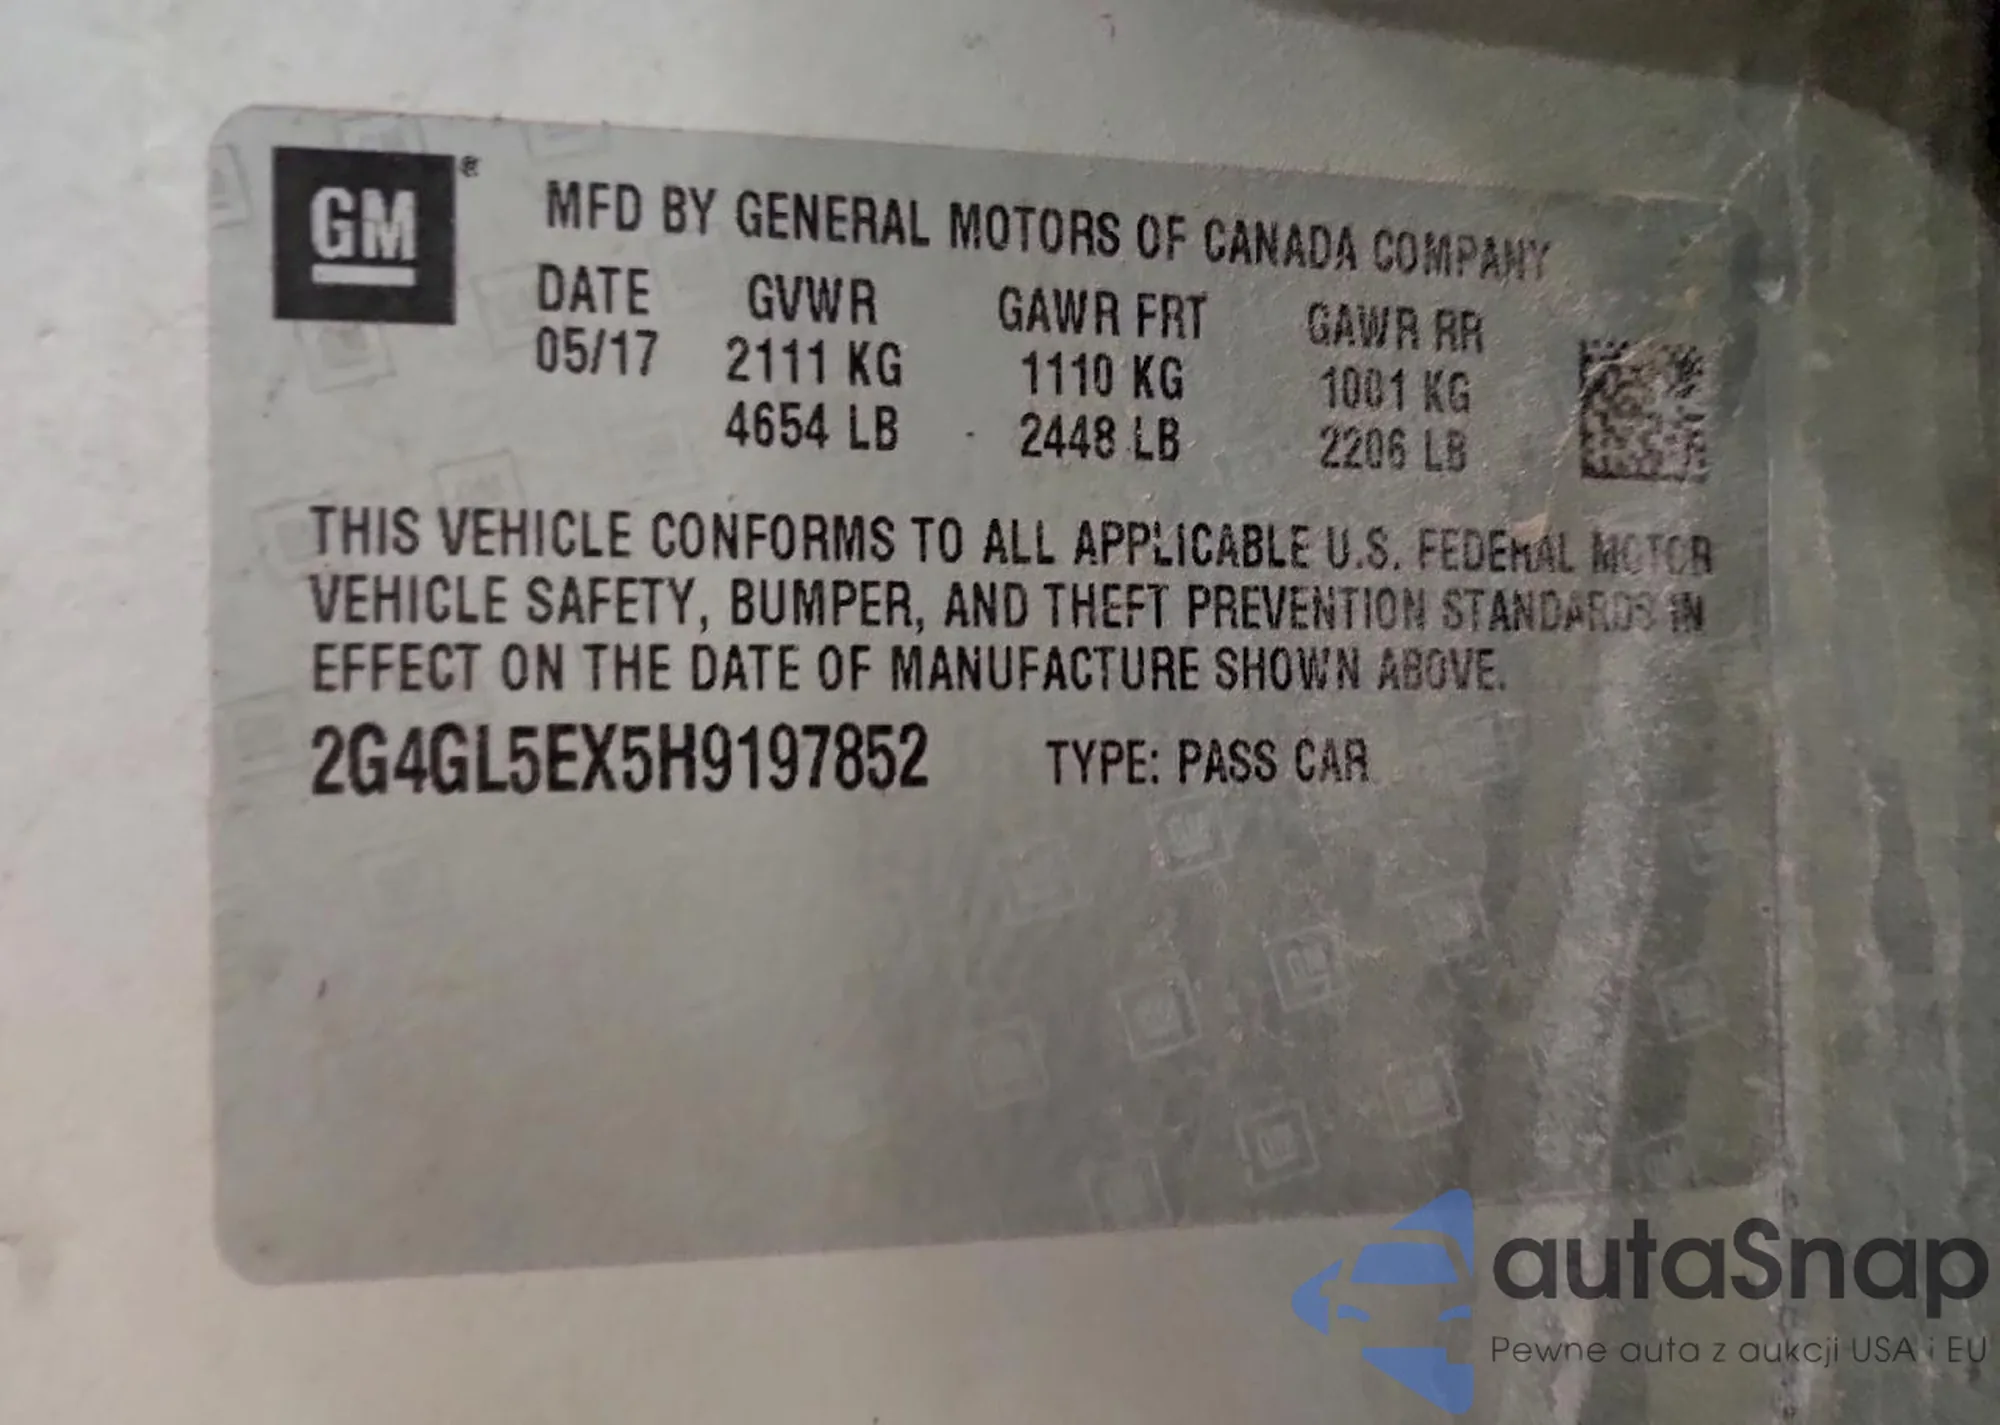 GM®
MFD BY GENERAL MOTORS OF CANADA COMPANY
DATE GVWR GAWR FRT GAWR RR
05/17 2111 KG 1110 KG 1001 KG
4654 LB 2448 LB 2206 LB
THIS VEHICLE CONFORMS TO ALL APPLICABLE U.S. FEDERAL MOTOR
VEHICLE SAFETY, BUMPER, AND THEFT PREVENTION STANDARDS IN
EFFECT ON THE DATE OF MANUFACTURE SHOWN ABOVE.
2G4GL5EX5H9197852 TYPE: PASS CAR
autaSnap
Pewne auta z aukcji USA i EU